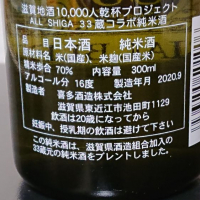 滋賀地酒10,000人乾杯プロジェクト
ALL SHIGA 33蔵コラボ純米酒
品目 日本酒 純米酒
原材料名/米(国産)、米麹(国産米)
精米歩合 70% 内容量 300ml
アルコール分 16度 製造年月 2020.9
製造者 喜多酒造株式会社
滋賀県東近江市池田町1129
飲酒は20歳になってから
妊娠中、授乳期の飲酒は避けて下さい
この純米酒は、滋賀県酒造組合加入の
33蔵元の純米酒をブレンドしました。